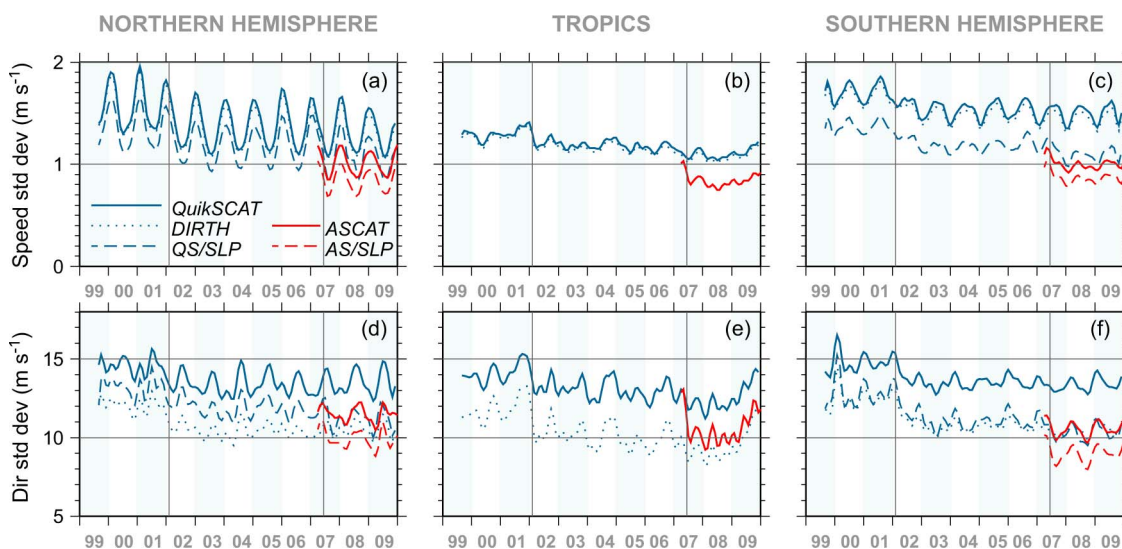 NORTHERN HEMISPHERE
TROPICS
SOUTHERN HEMISPHERE
Speed std dev (m s⁻¹)
2
1
0
(a)
(b)
(c)
QuikSCAT
DIRTH
QS/SLP
ASCAT
AS/SLP
99 00 01 02 03 04 05 06 07 08 09
99 00 01 02 03 04 05 06 07 08 09
99 00 01 02 03 04 05 06 07 08 09
Dir std dev (m s⁻¹)
15
10
5
(d)
(e)
(f)
99 00 01 02 03 04 05 06 07 08 09
99 00 01 02 03 04 05 06 07 08 09
99 00 01 02 03 04 05 06 07 08 09